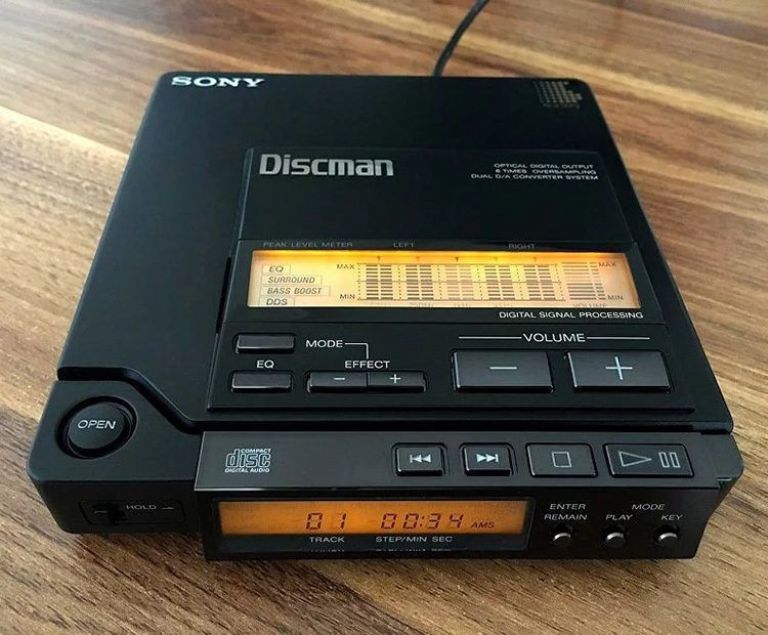 SONY
Discman
OPTICAL DIGITAL OUTPUT
8 TIMES OVERSAMPLING
DUAL D/A CONVERTER SYSTEM
PEAK LEVEL METER LEFT RIGHT
EQ
SURROUND
BASS BOOST
DDS
MAX
MIN
MAX
MIN
VOLUME
DIGITAL SIGNAL PROCESSING
MODE
EQ
EFFECT
− +
VOLUME
− +
OPEN
HOLD
COMPACT
disc
DIGITAL AUDIO
01 00:34 AMS
TRACK STEP/MIN SEC
ENTER
REMAIN
MODE
PLAY KEY